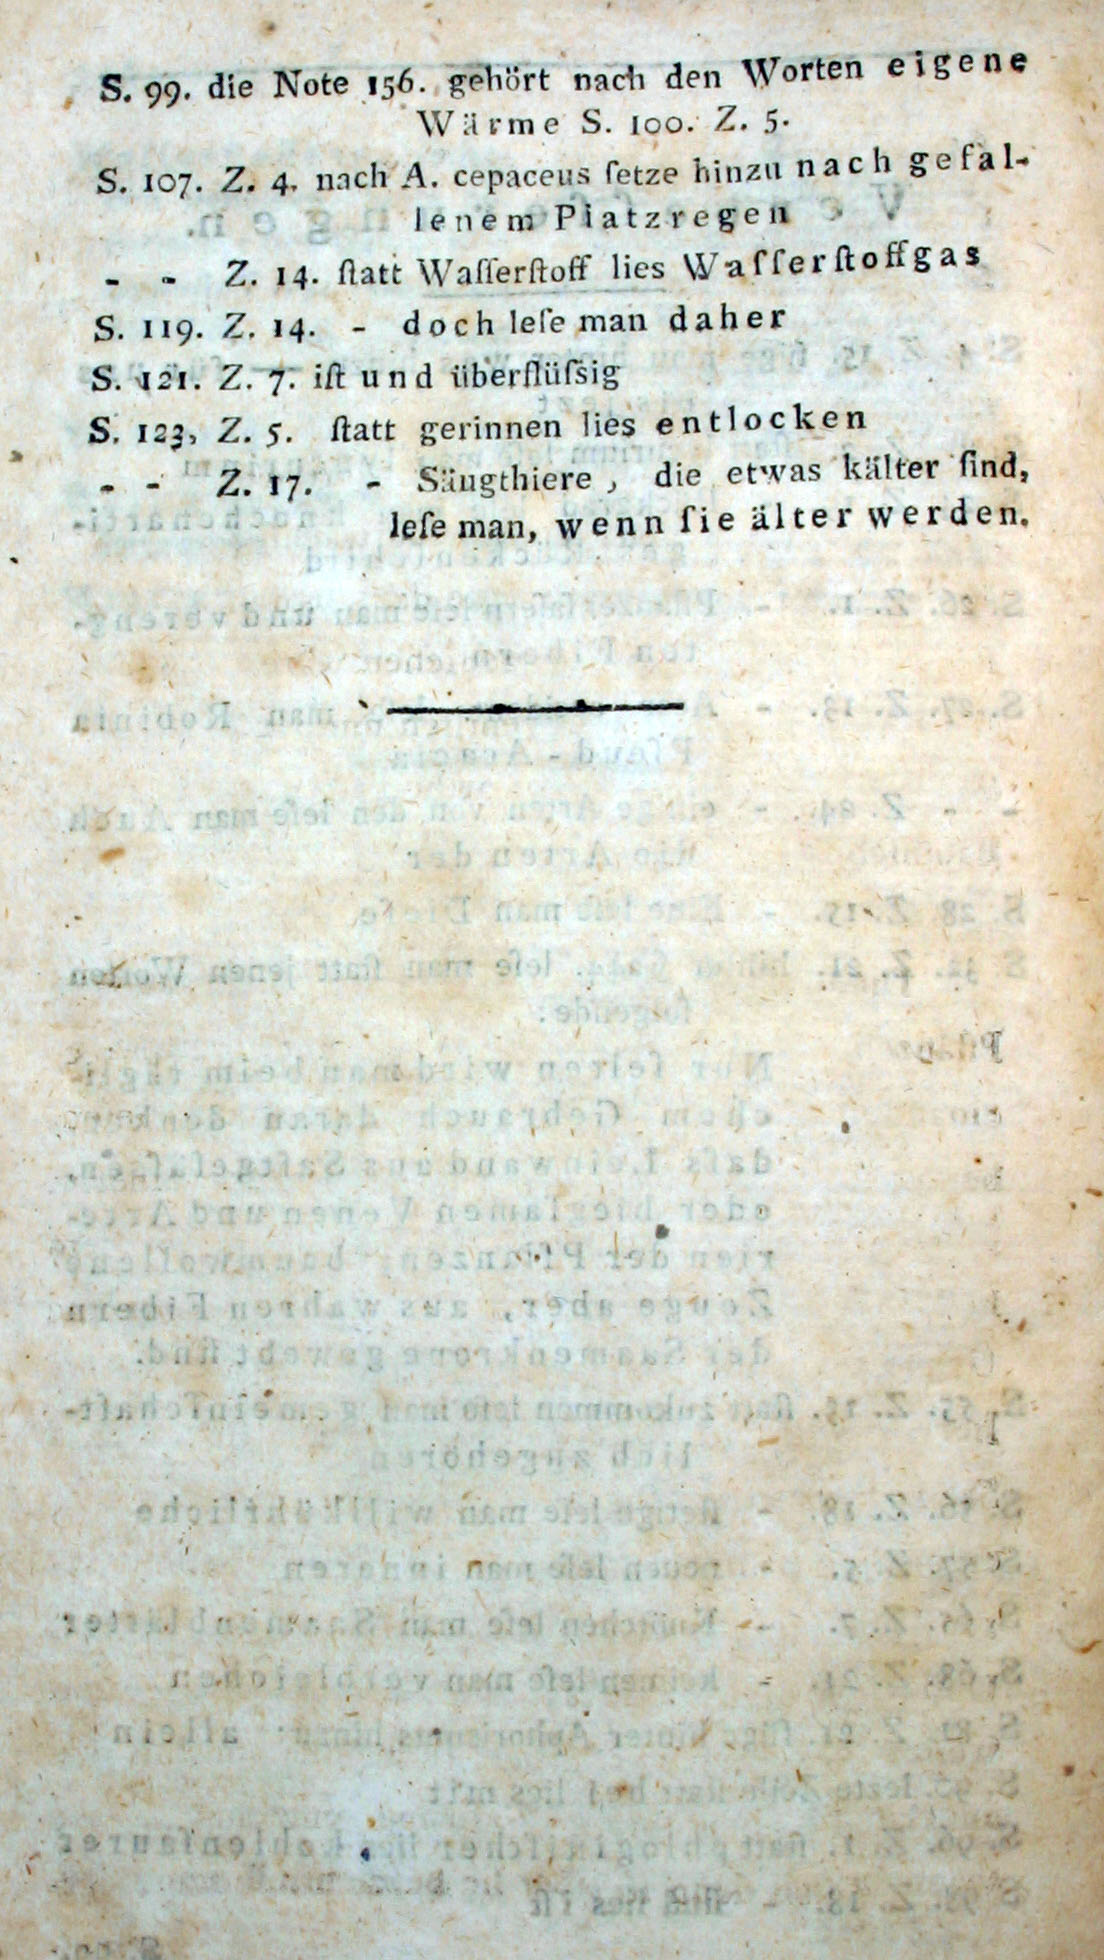 S. 99. die Note 156. gehört nach den Worten eigene
Wärme S. 100. Z. 5.
S. 107. Z. 4. nach A. cepaceus ſetze hinzu nach gefal-
lenem Platzregen
- - Z. 14. ſtatt Waſſerſtoff lies Waſſerſtoffgas
S. 119. Z. 14. - doch leſe man daher
S. 121. Z. 7. iſt und überflüſsig
S. 123, Z. 5. ſtatt gerinnen lies entlocken
- - Z. 17. - Säugthiere, die etwas kälter ſind,
leſe man, wenn ſie älter werden.